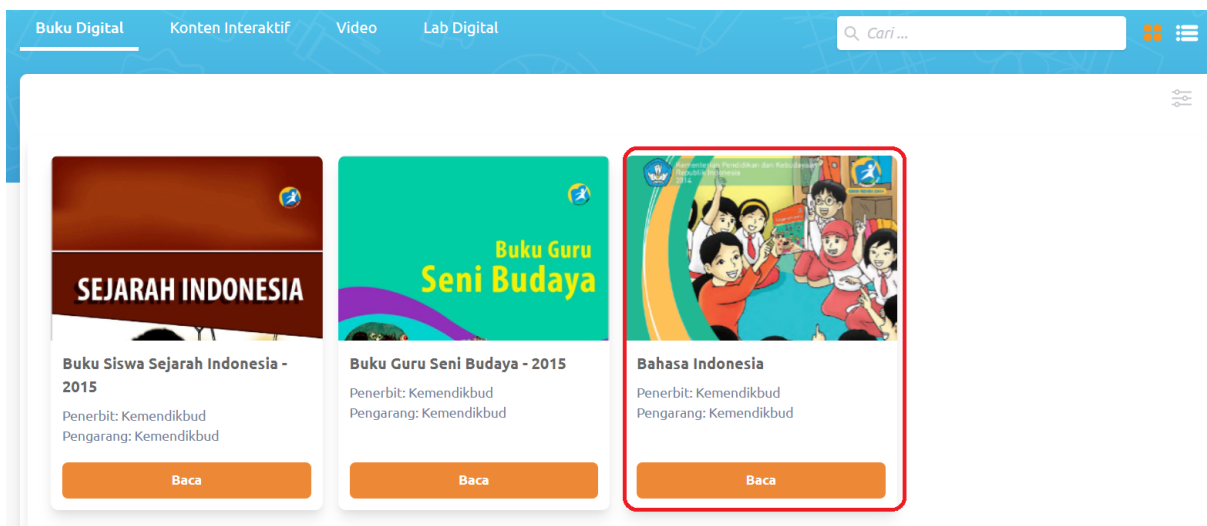 Buku Digital
Konten Interaktif
Video
Lab Digital
Cari ...
SEJARAH INDONESIA
Buku Siswa Sejarah Indonesia -
2015
Penerbit: Kemendikbud
Pengarang: Kemendikbud
Baca
Buku Guru
Seni Budaya
Buku Guru Seni Budaya - 2015
Penerbit: Kemendikbud
Pengarang: Kemendikbud
Baca
Kementerian Pendidikan dan Kebudayaan
Republik Indonesia
2014
Bahasa Indonesia
Penerbit: Kemendikbud
Pengarang: Kemendikbud
Baca